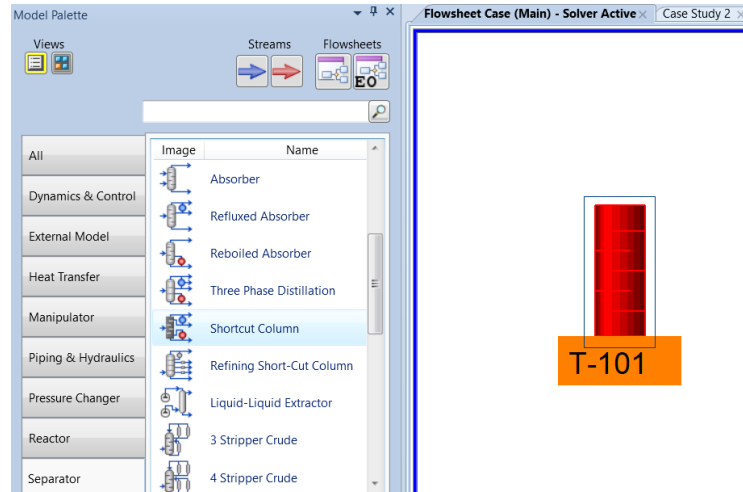 Model Palette
Views
Streams
Flowsheets
EO
All
Dynamics & Control
External Model
Heat Transfer
Manipulator
Piping & Hydraulics
Pressure Changer
Reactor
Separator
Image Name
Absorber
Refluxed Absorber
Reboiled Absorber
Three Phase Distillation
Shortcut Column
Refining Short-Cut Column
Liquid-Liquid Extractor
3 Stripper Crude
4 Stripper Crude
Flowsheet Case (Main) - Solver Active
Case Study 2
T-101